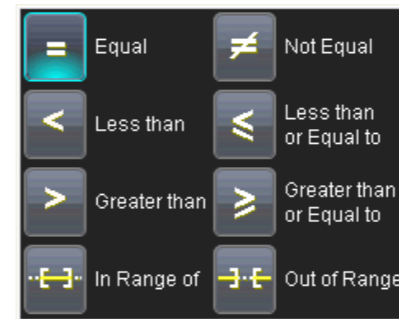 = Equal ≠ Not Equal
< Less than ⩽ Less than
or Equal to
> Greater than ⩾ Greater than
or Equal to
In Range of Out of Range